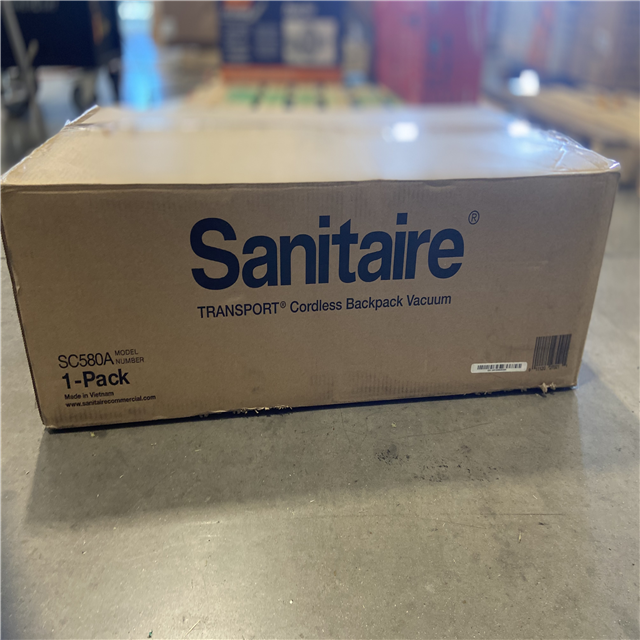 Sanitaire®
TRANSPORT® Cordless Backpack Vacuum
SC580A MODEL NUMBER
1-Pack
Made in Vietnam
www.sanitairecommercial.com